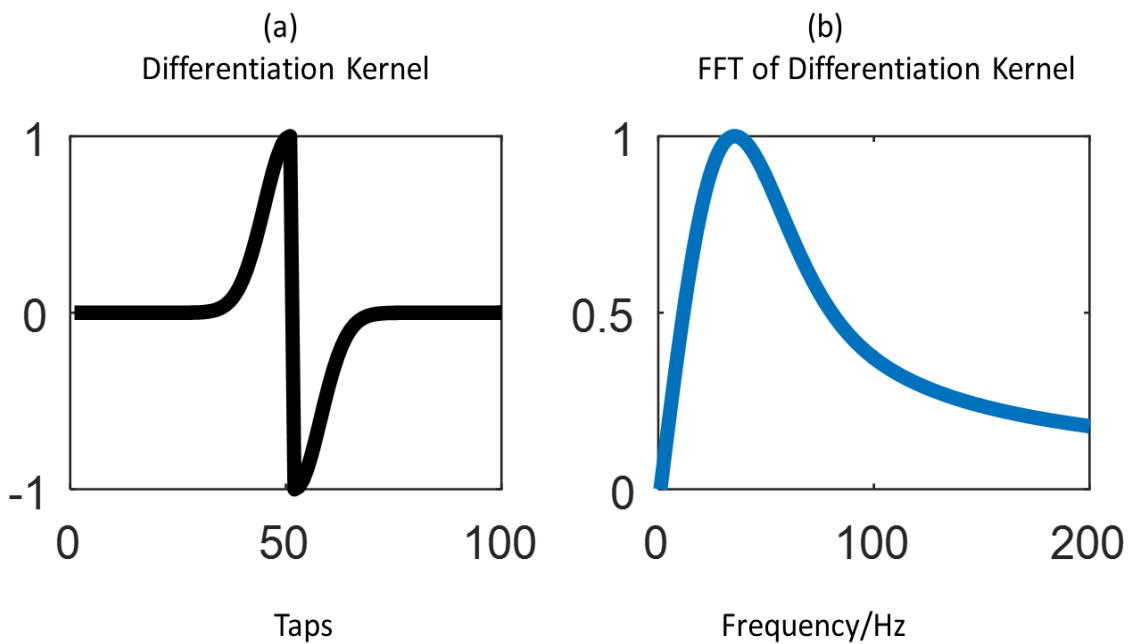 (a)
Differentiation Kernel
1
0
-1
0 50 100
Taps
(b)
FFT of Differentiation Kernel
1
0.5
0
0 100 200
Frequency/Hz